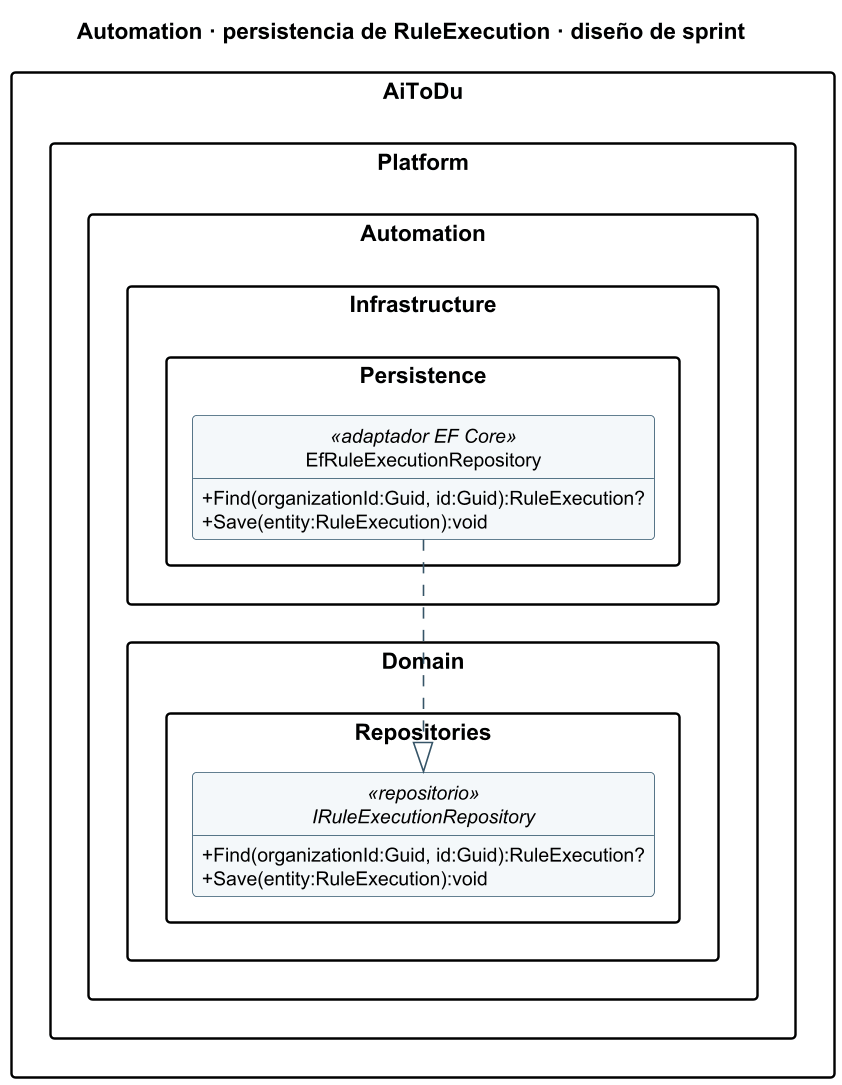 Automation · persistencia de RuleExecution · diseño de sprint
AiToDu
Platform
Automation
Infrastructure
Persistence
«adaptador EF Core»
EfRuleExecutionRepository
+Find(organizationId:Guid, id:Guid):RuleExecution?
+Save(entity:RuleExecution):void
Domain
Repositories
«repositorio»
IRuleExecutionRepository
+Find(organizationId:Guid, id:Guid):RuleExecution?
+Save(entity:RuleExecution):void